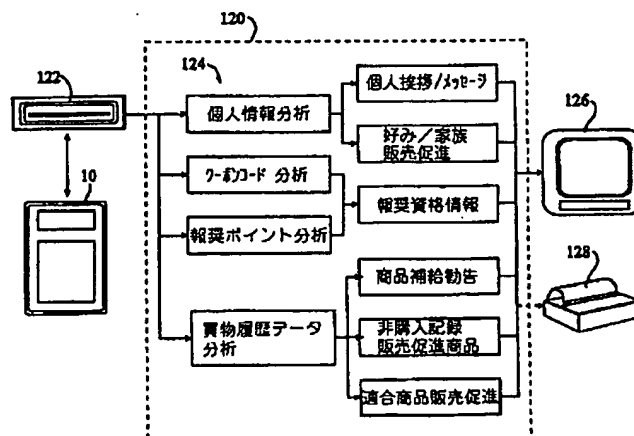 120
122
124
個人挨拶/メッセージ
126
個人情報分析
好み/家族
販売促進
10
クーポンコード 分析
報奨資格情報
報奨ポイント分析
128
商品補給勧告
買物履歴データ
分析
非購入記録
販売促進商品
適合商品販売促進